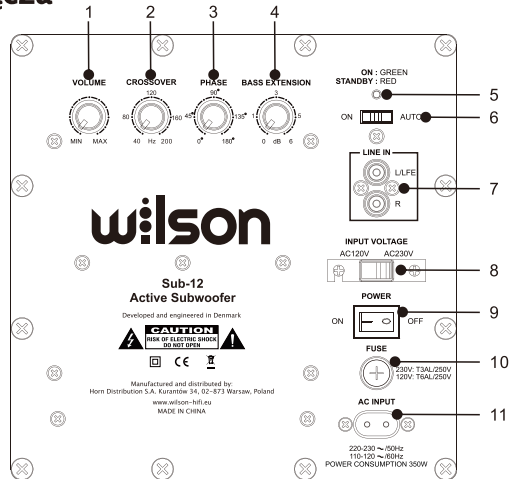 1 2 3 4
VOLUME CROSSOVER PHASE BASS EXTENSION
MIN MAX
120
80 160
40 Hz 200
90°
45° 135°
0° 180°
3
1 5
0 dB 6
ON : GREEN
STANDBY : RED
5
ON AUTO
6
LINE IN
L/LFE
R
7
wilson
Sub-12
Active Subwoofer
Developed and engineered in Denmark
CAUTION
RISK OF ELECTRIC SHOCK
DO NOT OPEN
CE
Manufactured and distributed by:
Horn Distribution S.A. Kurantów 34, 02-873 Warsaw, Poland
www.wilson-hifi.eu
MADE IN CHINA
INPUT VOLTAGE
AC120V AC230V
8
POWER
ON OFF
9
FUSE
230V: T3AL/250V
120V: T6AL/250V
10
AC INPUT
11
220-230 ~/50Hz
110-120 ~/60Hz
POWER CONSUMPTION 350W